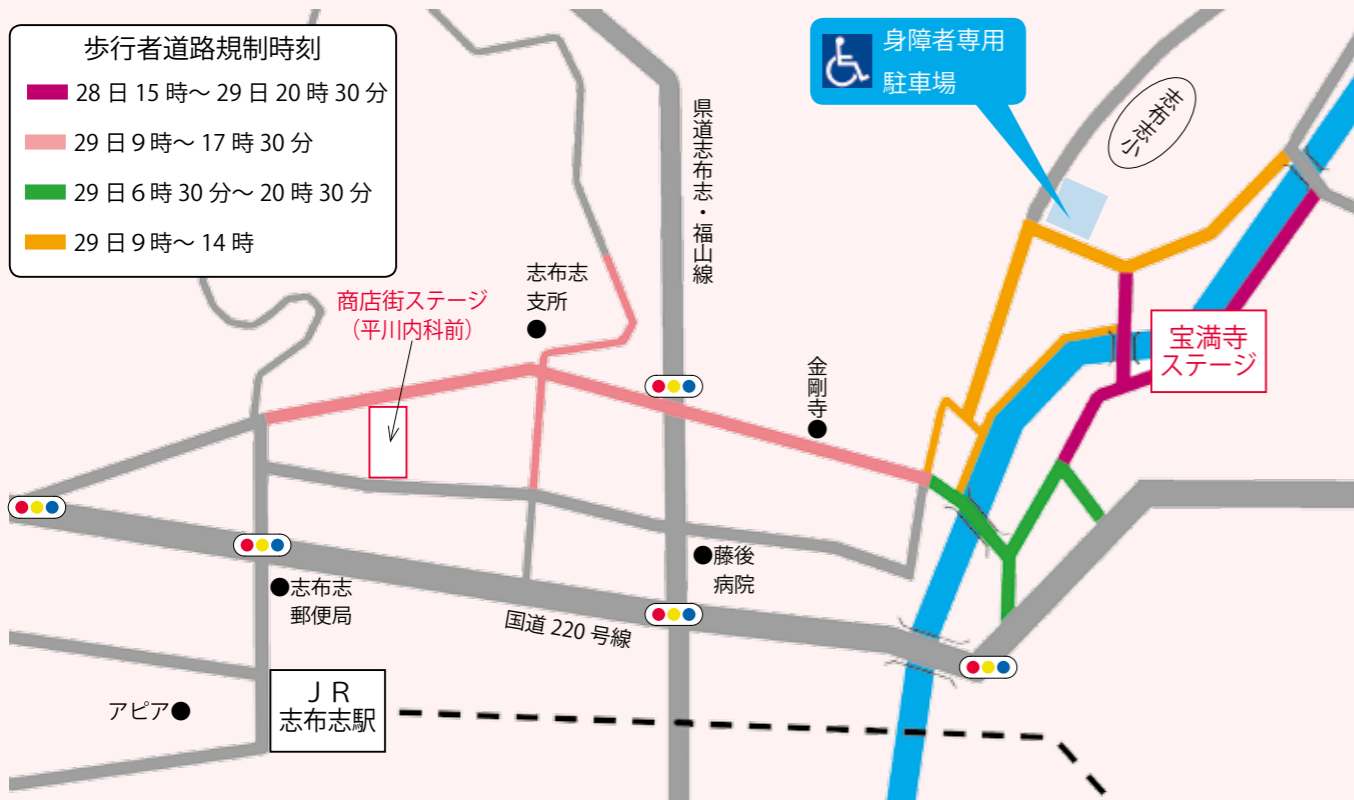 歩行者道路規制時刻
28日15時～29日20時30分
29日9時～17時30分
29日6時30分～20時30分
29日9時～14時
身障者専用
駐車場
志布志小
県道志布志・福山線
志布志
支所
商店街ステージ
（平川内科前）
金剛寺
宝満寺
ステージ
藤後
病院
志布志
郵便局
国道220号線
ＪＲ
志布志駅
アピア